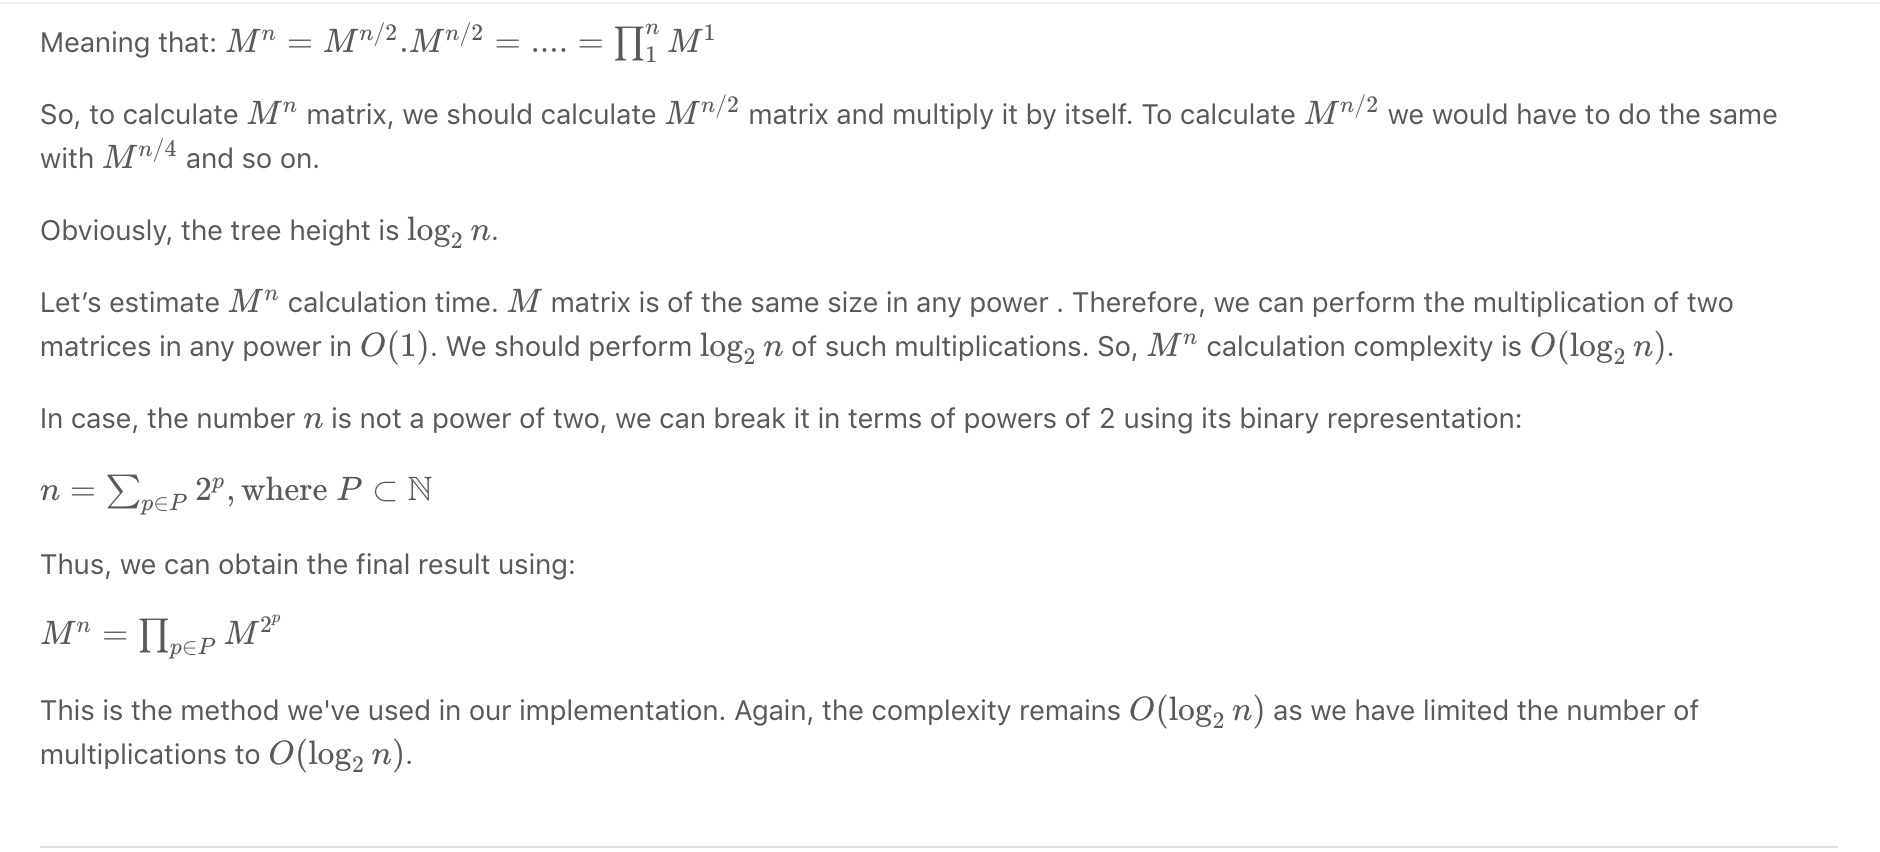 Meaning that: $M^n = M^{n/2}.M^{n/2} = .... = \prod_1^n M^1$
So, to calculate $M^n$ matrix, we should calculate $M^{n/2}$ matrix and multiply it by itself. To calculate $M^{n/2}$ we would have to do the same
with $M^{n/4}$ and so on.
Obviously, the tree height is $\log_2 n$.
Let’s estimate $M^n$ calculation time. $M$ matrix is of the same size in any power . Therefore, we can perform the multiplication of two
matrices in any power in $O(1)$. We should perform $\log_2 n$ of such multiplications. So, $M^n$ calculation complexity is $O(\log_2 n)$.
In case, the number $n$ is not a power of two, we can break it in terms of powers of 2 using its binary representation:
$n = \sum_{p \in P} 2^p, \text{where } P \subset \mathbb{N}$
Thus, we can obtain the final result using:
$M^n = \prod_{p \in P} M^{2^p}$
This is the method we've used in our implementation. Again, the complexity remains $O(\log_2 n)$ as we have limited the number of
multiplications to $O(\log_2 n)$.